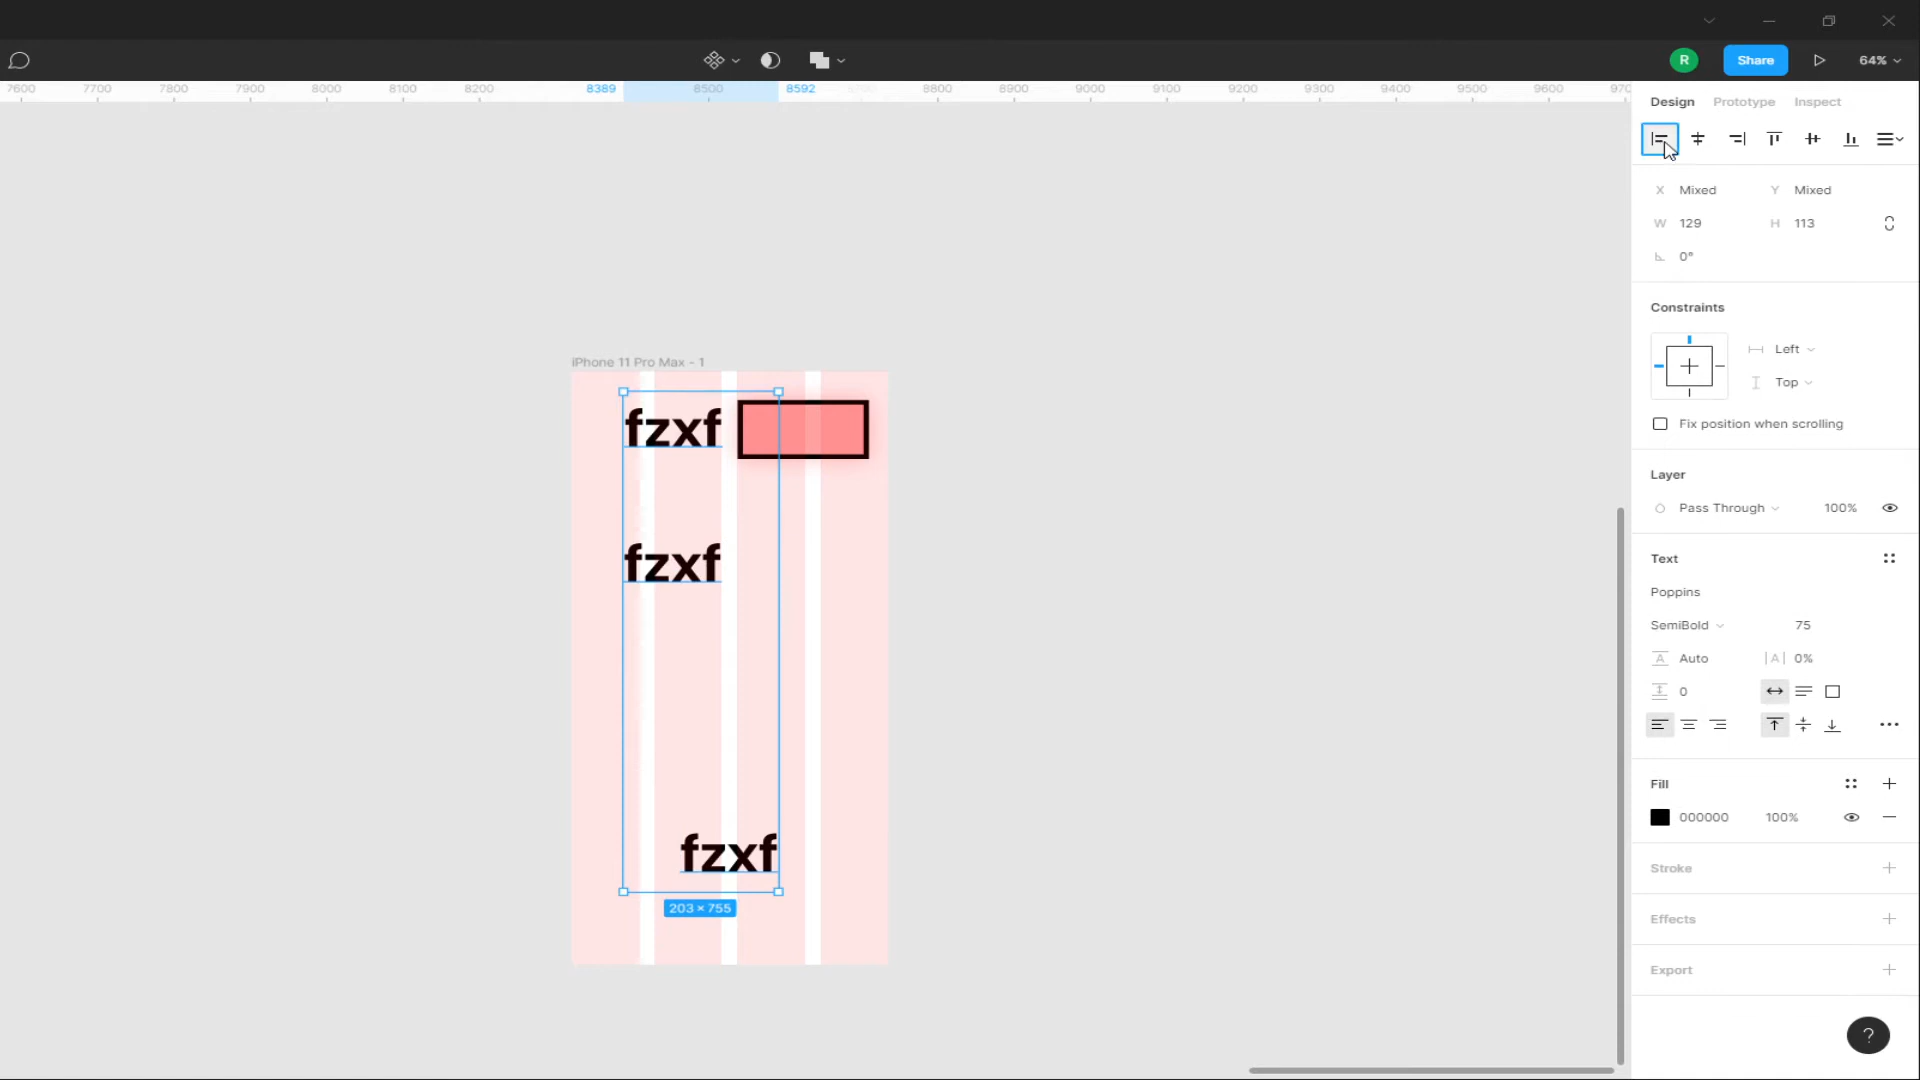 R
Share
64%
7600 7700 7800 7900 8000 8100 8200 8389 8500 8592 8800 8900 9000 9100 9200 9300 9400 9500 9600 970
Design Prototype Inspect
X Mixed Y Mixed
W 129 H 113
0°
Constraints
Left
Top
Fix position when scrolling
Layer
Pass Through 100%
Text
Poppins
SemiBold 75
A Auto |A| 0%
0
Fill
000000 100%
Stroke
Effects
Export
?
iPhone 11 Pro Max - 1
fzxf
fzxf
fzxf
203 × 755